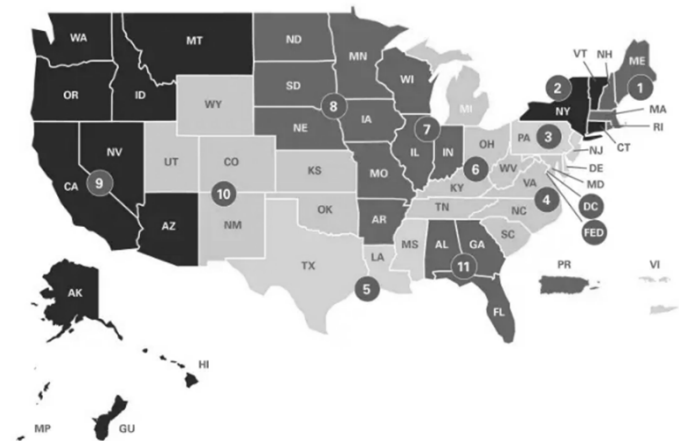 WA
MT
ND
MN
VT
NH
ME
OR
ID
SD
WI
2
1
WY
8
NY
MA
NE
IA
7
RI
MI
PA
3
NV
UT
CO
IL
IN
OH
NJ
CT
CA
9
10
KS
MO
6
WV
DE
KY
VA
MD
AZ
NM
OK
AR
TN
NC
4
DC
SC
FED
MS
AL
GA
TX
LA
11
PR
VI
5
AK
FL
HI
MP
GU